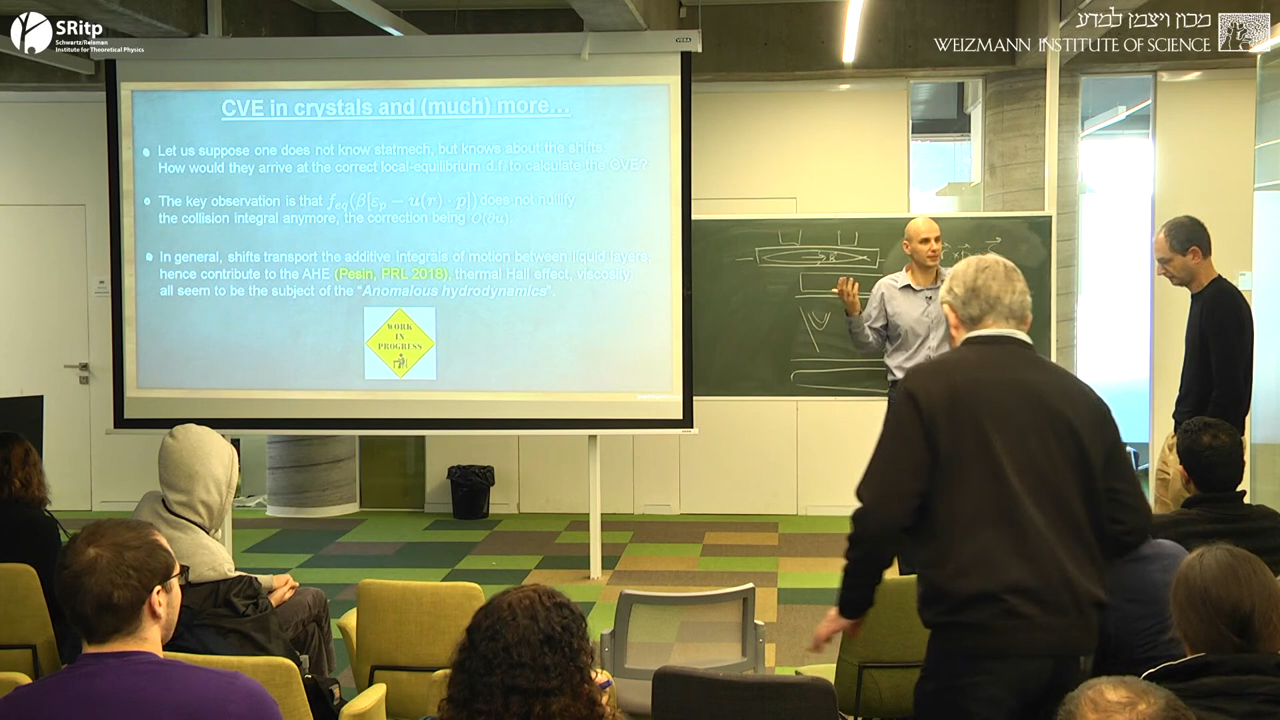 SRitp
Schwartz/Reisman
Institute for Theoretical Physics
מכון ויצמן למדע
WEIZMANN INSTITUTE OF SCIENCE
VEGA
CVE in crystals and (much) more...
Let us suppose one does not know statmech, but knows about the shifts.
How would they arrive at the correct local-equilibrium d.f. to calculate the CVE?
The key observation is that f_eq(β[ε_p − u(r) · p]) does not nullify
the collision integral anymore, the correction being O(∂u).
In general, shifts transport the additive integrals of motion between liquid layers,
hence contribute to the AHE (Pesin, PRL 2018), thermal Hall effect, viscosity,
all seem to be the subject of the "Anomalous hydrodynamics".
WORK
IN
PROGRESS